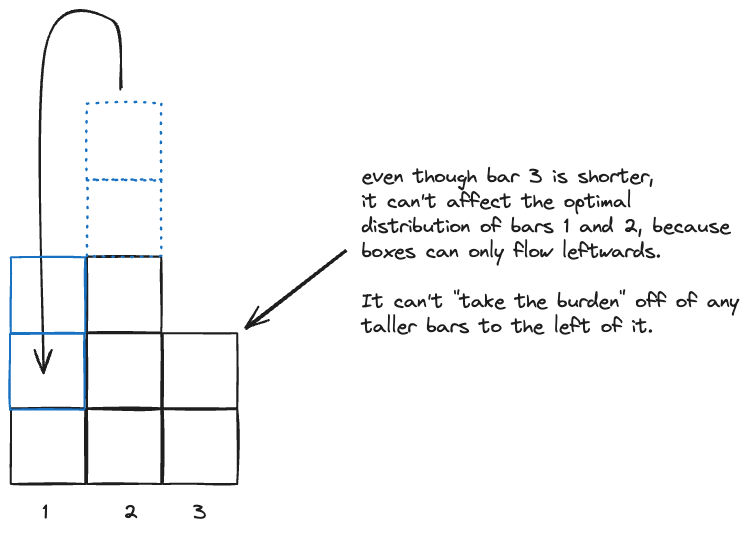 even though bar 3 is shorter,
it can't affect the optimal
distribution of bars 1 and 2, because
boxes can only flow leftwards.
It can't "take the burden" off of any
taller bars to the left of it.
1 2 3